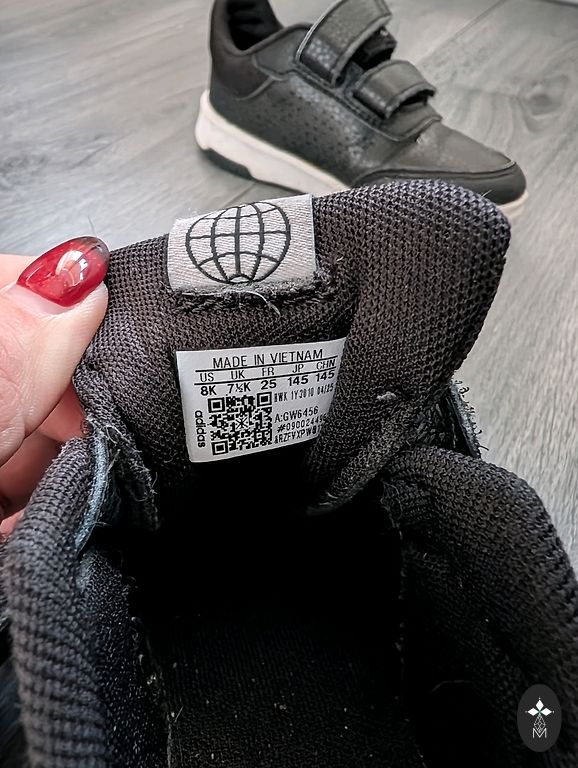 MADE IN VIETNAM
US UK FR JP CHN
8K 7½K 25 145 145
adidas
A:GW6456
M